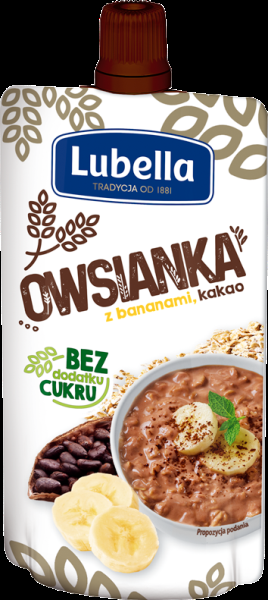 Lubella
TRADYCJA OD 1881
OWSIANKA
z bananami, kakao
BEZ
dodatku
CUKRU
Propozycja podania.